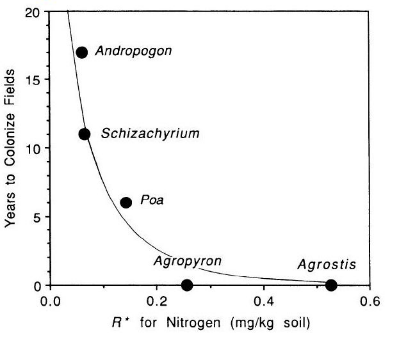 20
15
10
5
0
Years to Colonize Fields
Andropogon
Schizachyrium
Poa
Agropyron
Agrostis
0.0 0.2 0.4 0.6
R* for Nitrogen (mg/kg soil)